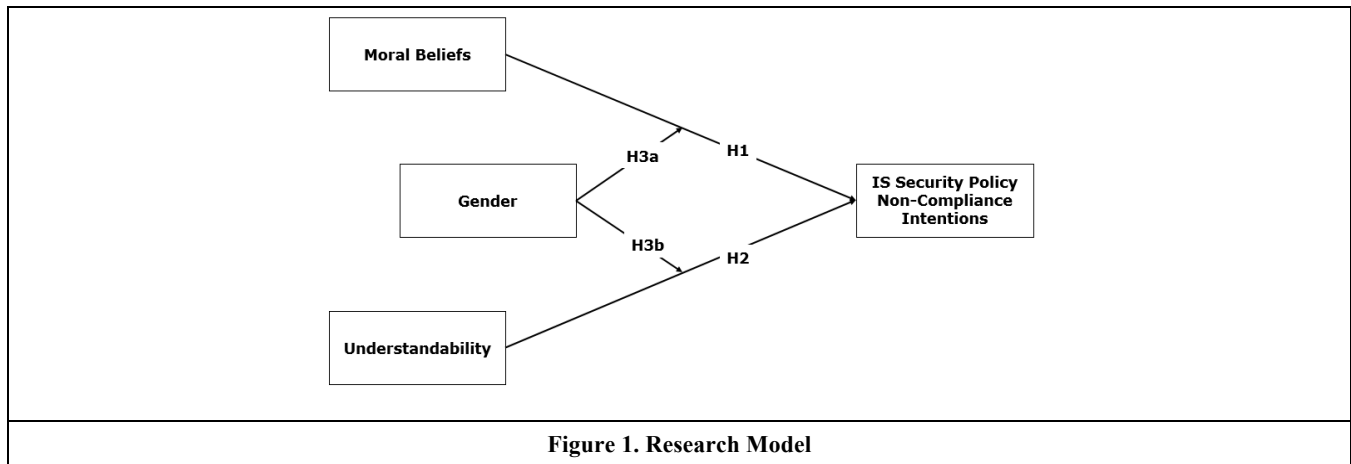 Moral Beliefs
H3a
H1
Gender
IS Security Policy
Non-Compliance
Intentions
H3b
H2
Understandability
Figure 1. Research Model